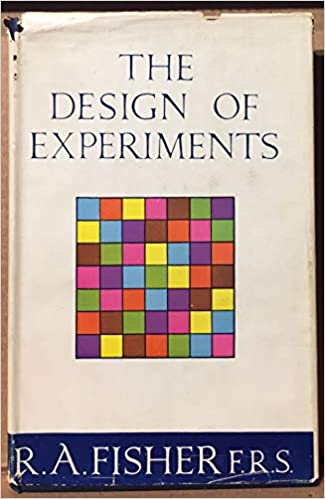 THE
DESIGN OF
EXPERIMENTS
R.A.FISHER F.R.S.